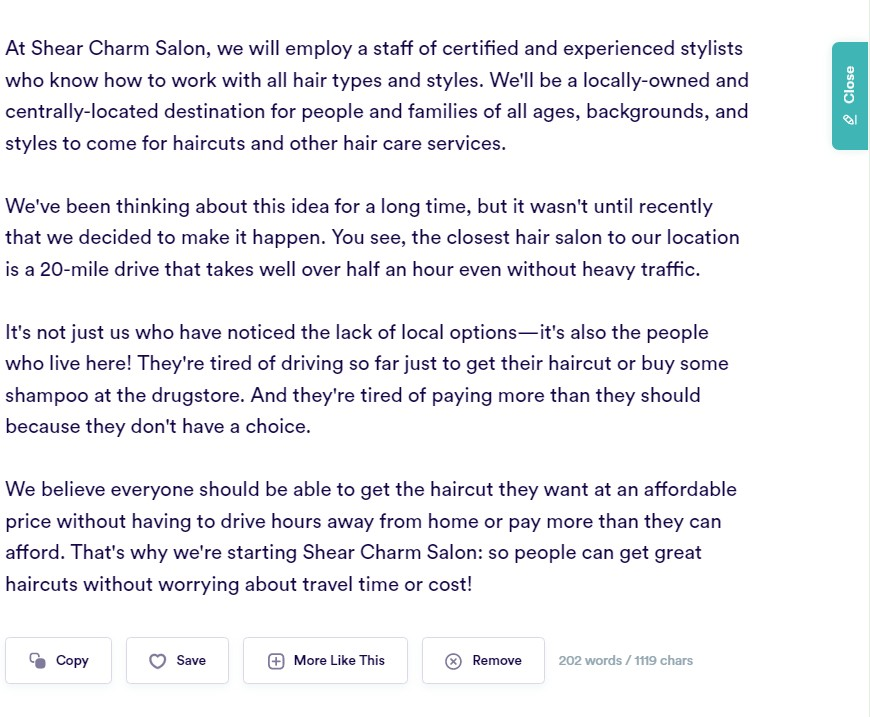 At Shear Charm Salon, we will employ a staff of certified and experienced stylists
who know how to work with all hair types and styles. We'll be a locally-owned and
centrally-located destination for people and families of all ages, backgrounds, and
styles to come for haircuts and other hair care services.
We've been thinking about this idea for a long time, but it wasn't until recently
that we decided to make it happen. You see, the closest hair salon to our location
is a 20-mile drive that takes well over half an hour even without heavy traffic.
It's not just us who have noticed the lack of local options—it's also the people
who live here! They're tired of driving so far just to get their haircut or buy some
shampoo at the drugstore. And they're tired of paying more than they should
because they don't have a choice.
We believe everyone should be able to get the haircut they want at an affordable
price without having to drive hours away from home or pay more than they can
afford. That's why we're starting Shear Charm Salon: so people can get great
haircuts without worrying about travel time or cost!
Copy Save More Like This Remove 202 words / 1119 chars
Close